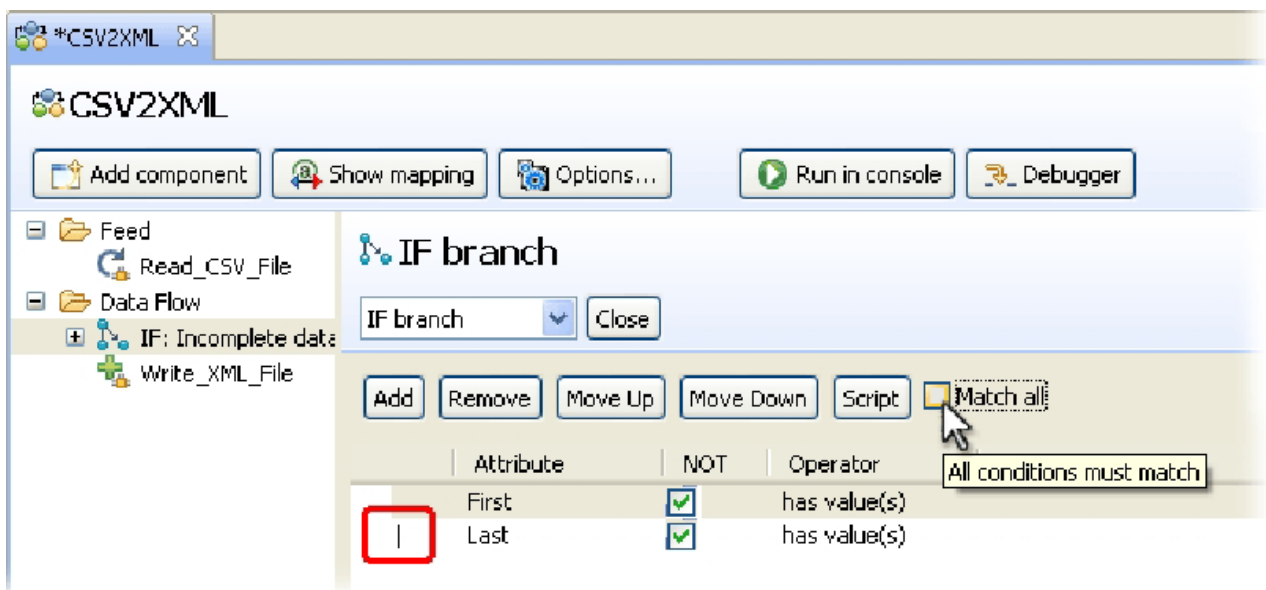 *CSV2XML
CSV2XML
Add component Show mapping Options... Run in console Debugger
Feed
Read_CSV_File
Data Flow
IF: Incomplete data
Write_XML_File
IF branch
IF branch Close
Add Remove Move Up Move Down Script Match all
Attribute NOT Operator
All conditions must match
First has value(s)
| Last has value(s)